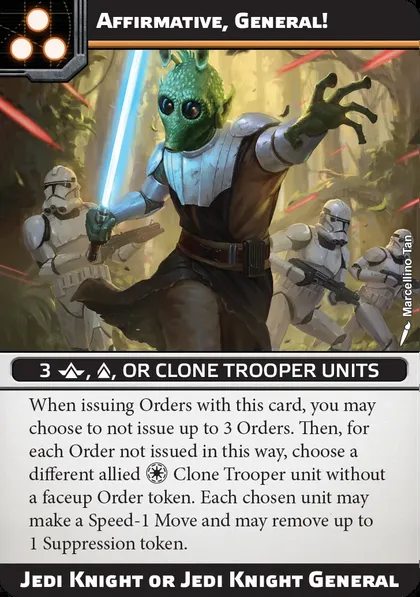 Affirmative, General!
Marcellino Tan
3 , , OR CLONE TROOPER UNITS
When issuing Orders with this card, you may
choose to not issue up to 3 Orders. Then, for
each Order not issued in this way, choose a
different allied Clone Trooper unit without
a faceup Order token. Each chosen unit may
make a Speed-1 Move and may remove up to
1 Suppression token.
Jedi Knight or Jedi Knight General